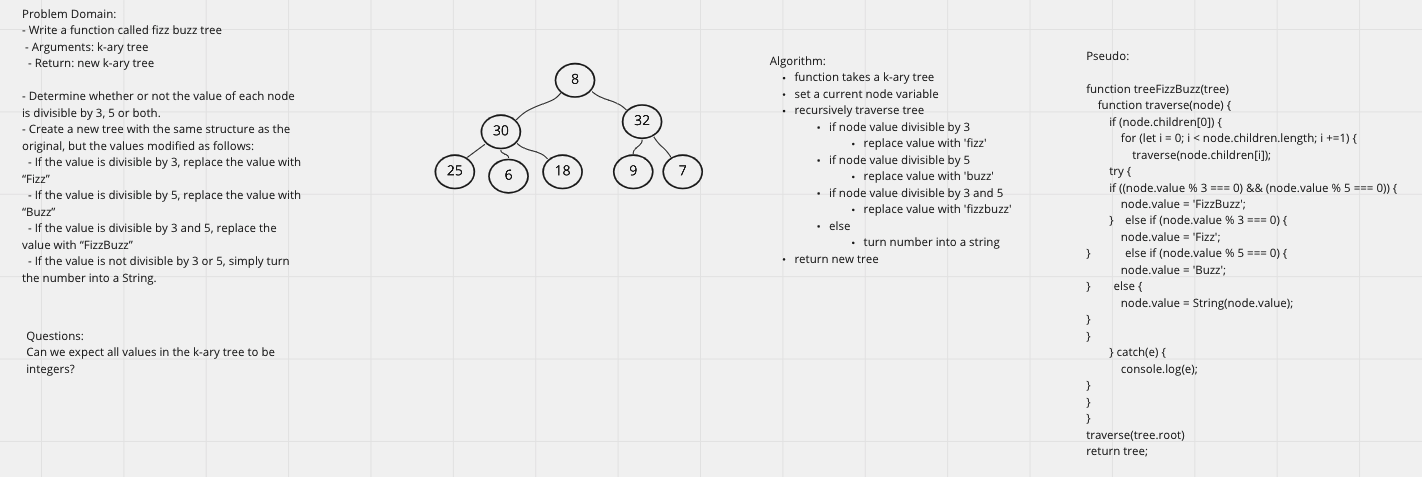 Problem Domain:
- Write a function called fizz buzz tree
- Arguments: k-ary tree
- Return: new k-ary tree
- Determine whether or not the value of each node
is divisible by 3, 5 or both.
- Create a new tree with the same structure as the
original, but the values modified as follows:
- If the value is divisible by 3, replace the value with
“Fizz”
- If the value is divisible by 5, replace the value with
“Buzz”
- If the value is divisible by 3 and 5, replace the
value with “FizzBuzz”
- If the value is not divisible by 3 or 5, simply turn
the number into a String.
Questions:
Can we expect all values in the k-ary tree to be
integers?
8
30
32
25
6
18
9
7
Algorithm:
• function takes a k-ary tree
• set a current node variable
• recursively traverse tree
• if node value divisible by 3
• replace value with 'fizz'
• if node value divisible by 5
• replace value with 'buzz'
• if node value divisible by 3 and 5
• replace value with 'fizzbuzz'
• else
• turn number into a string
• return new tree
Pseudo:
function treeFizzBuzz(tree)
function traverse(node) {
if (node.children[0]) {
for (let i = 0; i < node.children.length; i +=1) {
traverse(node.children[i]);
try {
if ((node.value % 3 === 0) && (node.value % 5 === 0)) {
node.value = 'FizzBuzz';
} else if (node.value % 3 === 0) {
node.value = 'Fizz';
} else if (node.value % 5 === 0) {
node.value = 'Buzz';
} else {
node.value = String(node.value);
}
}
} catch(e) {
console.log(e);
}
}
}
traverse(tree.root)
return tree;